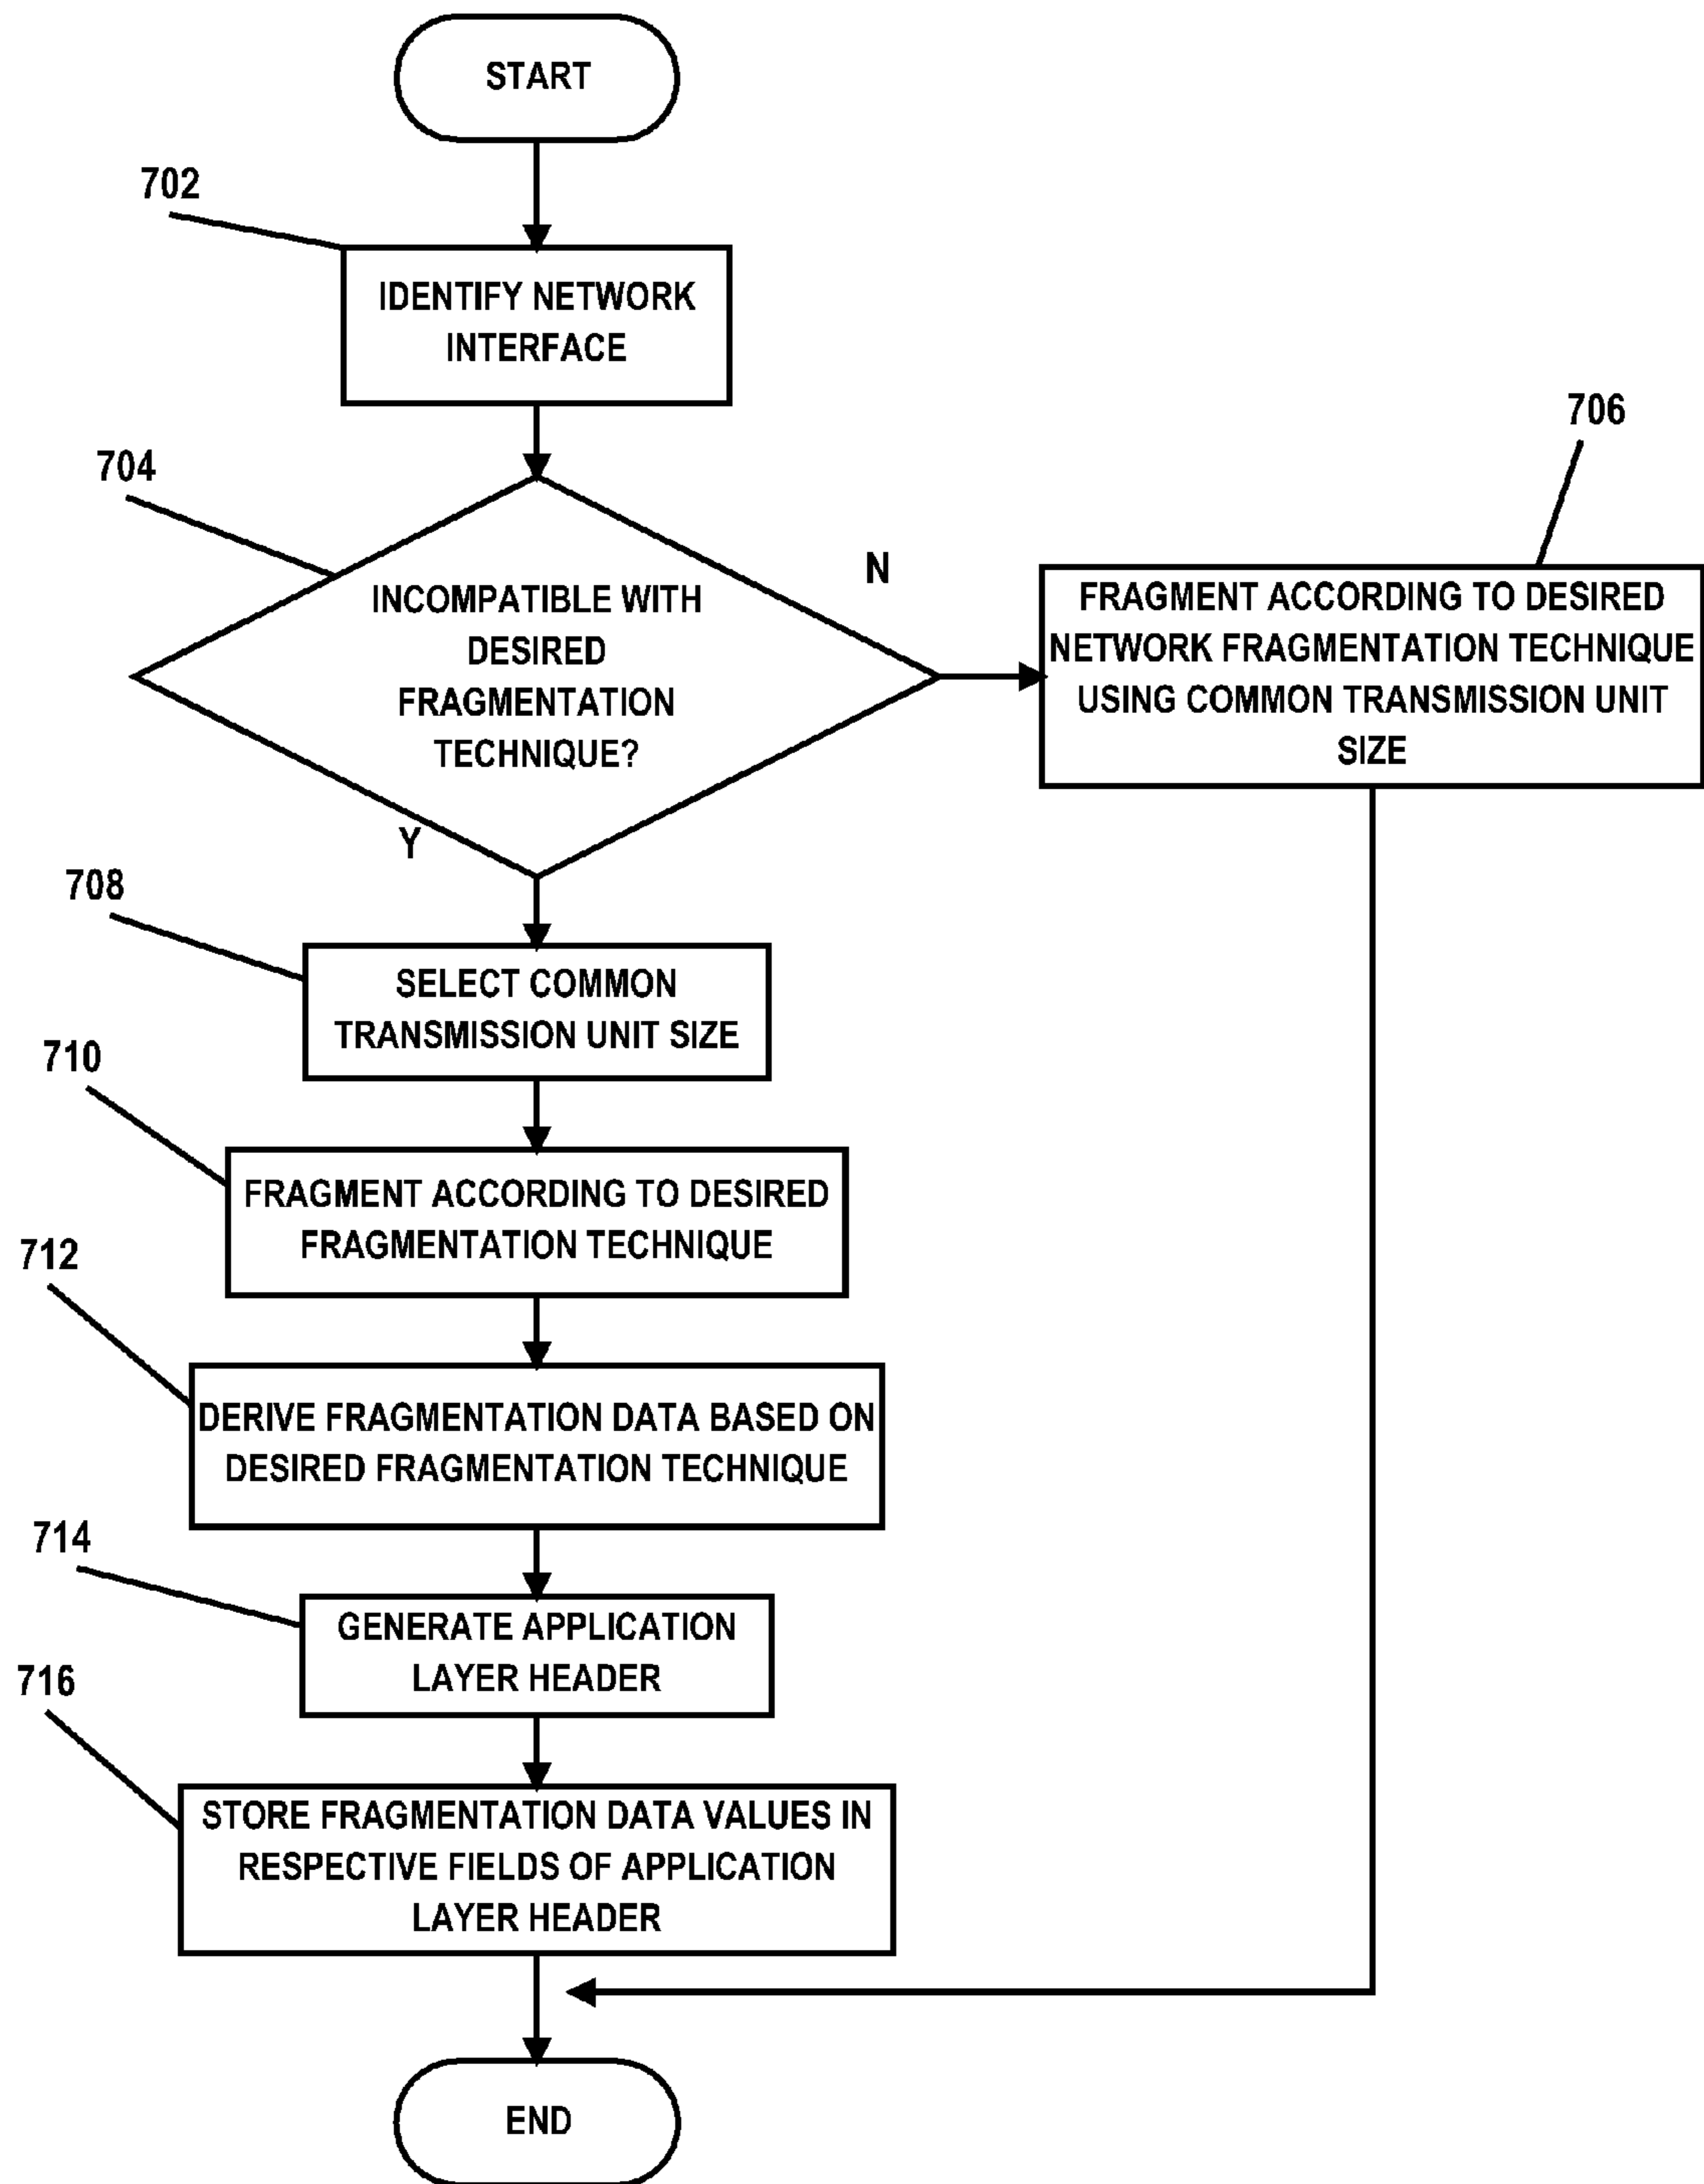 START
702
IDENTIFY NETWORK
INTERFACE
704
INCOMPATIBLE WITH
DESIRED
FRAGMENTATION
TECHNIQUE?
N
706
FRAGMENT ACCORDING TO DESIRED
NETWORK FRAGMENTATION TECHNIQUE
USING COMMON TRANSMISSION UNIT
SIZE
Y
708
SELECT COMMON
TRANSMISSION UNIT SIZE
710
FRAGMENT ACCORDING TO DESIRED
FRAGMENTATION TECHNIQUE
712
DERIVE FRAGMENTATION DATA BASED ON
DESIRED FRAGMENTATION TECHNIQUE
714
GENERATE APPLICATION
LAYER HEADER
716
STORE FRAGMENTATION DATA VALUES IN
RESPECTIVE FIELDS OF APPLICATION
LAYER HEADER
END